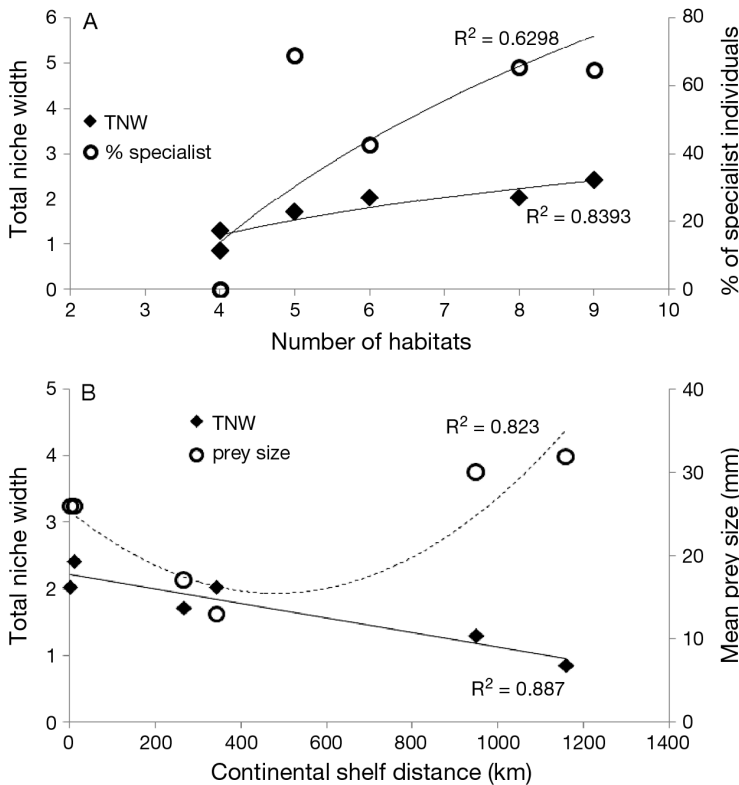 A
Total niche width
% of specialist individuals
6
5
4
3
2
1
0
80
60
40
20
0
R² = 0.6298
TNW
% specialist
R² = 0.8393
2 3 4 5 6 7 8 9 10
Number of habitats
B
Total niche width
Mean prey size (mm)
5
4
3
2
1
0
40
30
20
10
0
TNW
prey size
R² = 0.823
R² = 0.887
0 200 400 600 800 1000 1200 1400
Continental shelf distance (km)